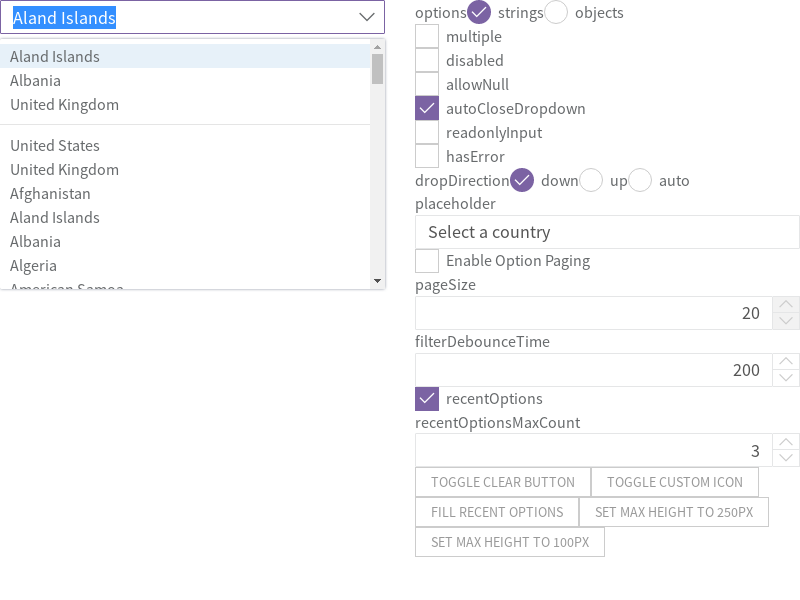 Aland Islands
Aland Islands
Albania
United Kingdom
United States
United Kingdom
Afghanistan
Aland Islands
Albania
Algeria
American Samoa
options strings objects
multiple
disabled
allowNull
autoCloseDropdown
readonlyInput
hasError
dropDirection down up auto
placeholder
Select a country
Enable Option Paging
pageSize
20
filterDebounceTime
200
recentOptions
recentOptionsMaxCount
3
TOGGLE CLEAR BUTTON TOGGLE CUSTOM ICON
FILL RECENT OPTIONS SET MAX HEIGHT TO 250PX
SET MAX HEIGHT TO 100PX